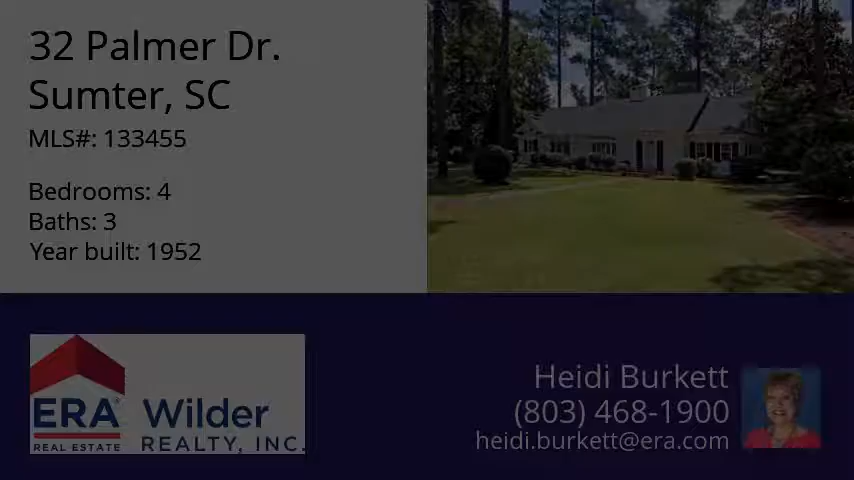 32 Palmer Dr.
Sumter, SC
MLS#: 133455
Bedrooms: 4
Baths: 3
Year built: 1952
ERA
REAL ESTATE
Wilder
REALTY, INC.
Heidi Burkett
(803) 468-1900
heidi.burkett@era.com